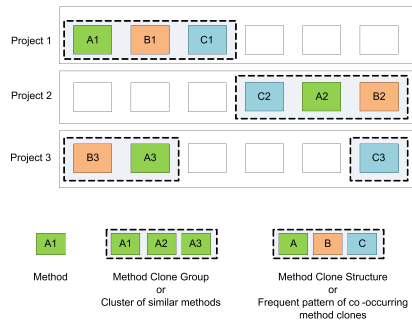 Project 1
A1 B1 C1
Project 2
C2 A2 B2
Project 3
B3 A3 C3
A1
A1 A2 A3
A B C
Method
Method Clone Group
or
Cluster of similar methods
Method Clone Structure
or
Frequent pattern of co -occurring
method clones